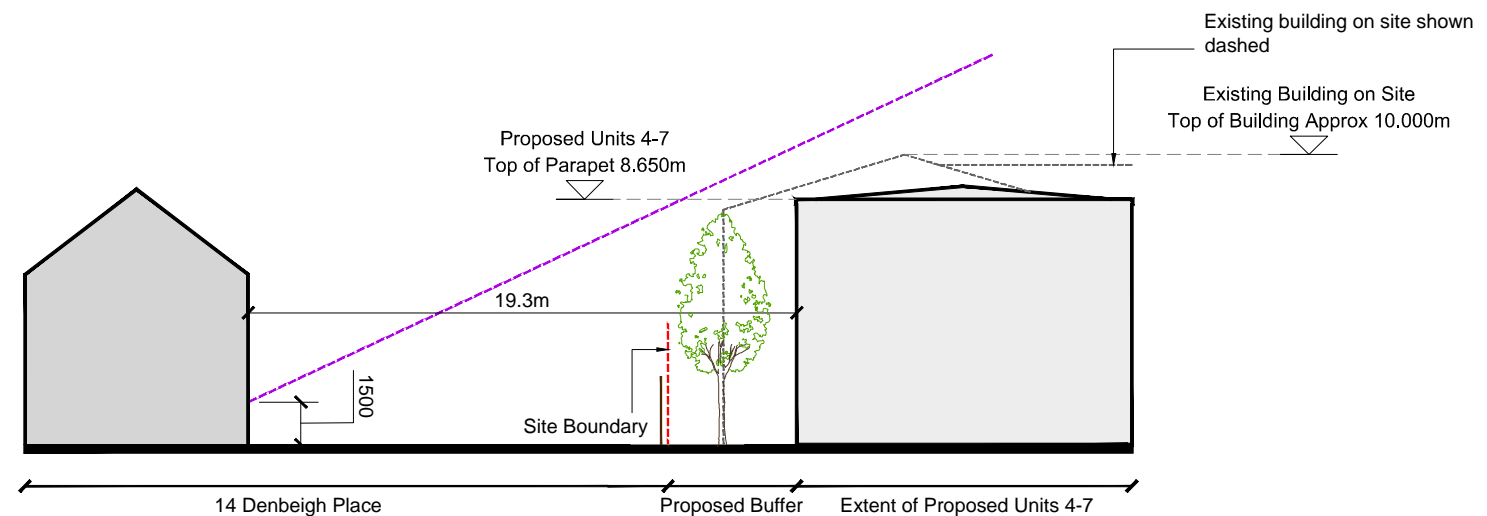 Existing building on site shown
dashed
Existing Building on Site
Top of Building Approx 10.000m
Proposed Units 4-7
Top of Parapet 8.650m
19.3m
1500
Site Boundary
14 Denbeigh Place
Proposed Buffer
Extent of Proposed Units 4-7